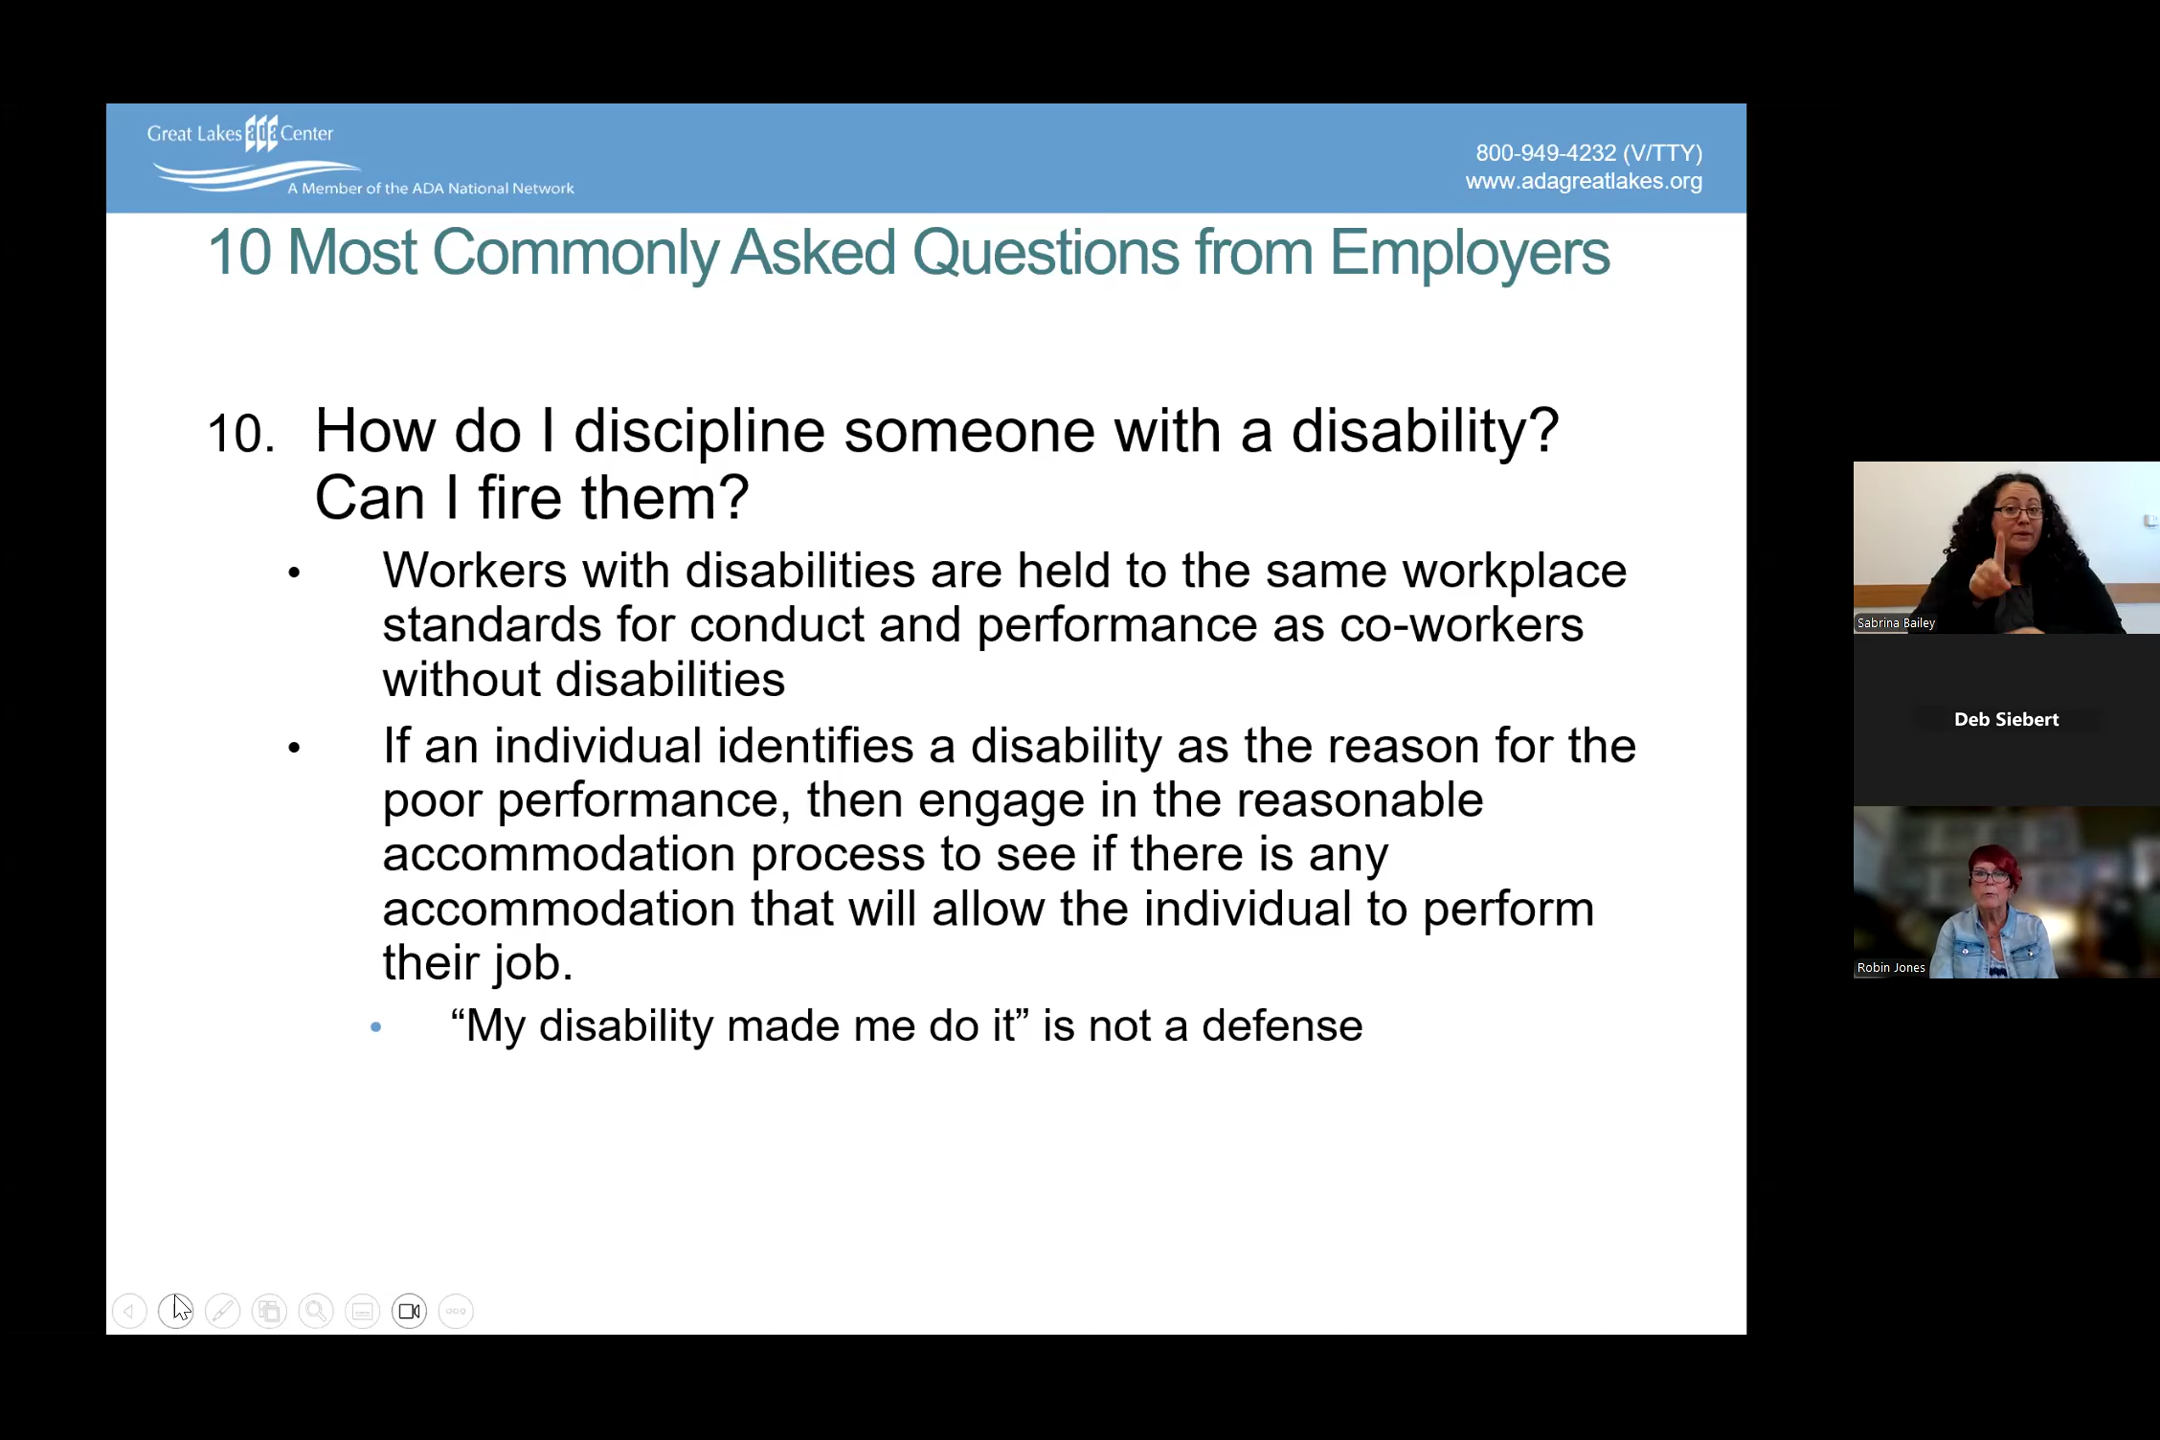 Great Lakes ada Center
A Member of the ADA National Network
800-949-4232 (V/TTY)
www.adagreatlakes.org
10 Most Commonly Asked Questions from Employers
10. How do I discipline someone with a disability?
Can I fire them?
• Workers with disabilities are held to the same workplace
standards for conduct and performance as co-workers
without disabilities
• If an individual identifies a disability as the reason for the
poor performance, then engage in the reasonable
accommodation process to see if there is any
accommodation that will allow the individual to perform
their job.
• “My disability made me do it” is not a defense
Sabrina Bailey
Deb Siebert
Robin Jones